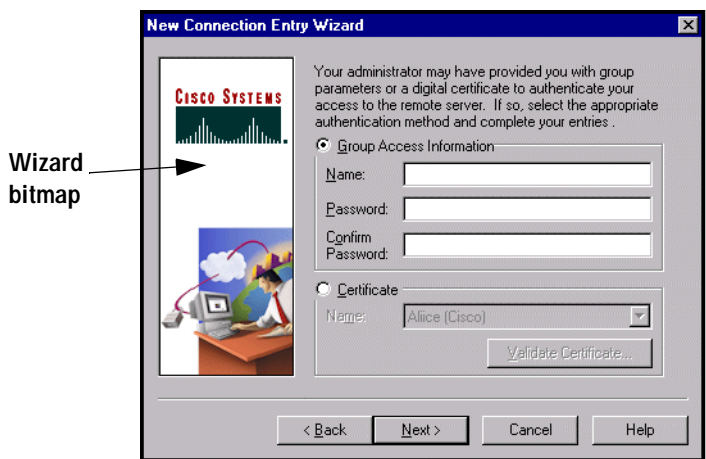 New Connection Entry Wizard
CISCO SYSTEMS
Your administrator may have provided you with group
parameters or a digital certificate to authenticate your
access to the remote server.  If so, select the appropriate
authentication method and complete your entries .
Group Access Information
Wizard
bitmap
Name:
Password:
Confirm
Password:
Certificate
Name:
Aliice (Cisco)
Validate Certificate...
< Back
Next >
Cancel
Help